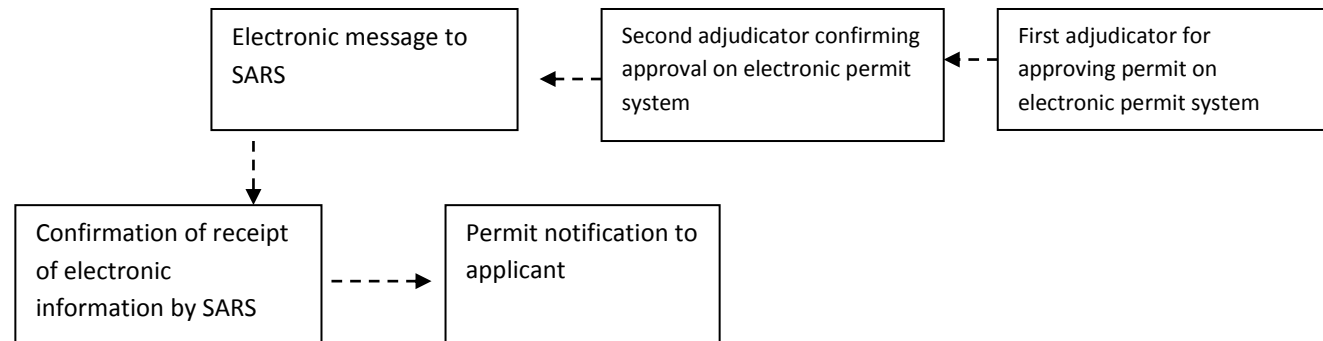 Electronic message to
SARS
Second adjudicator confirming
approval on electronic permit
system
First adjudicator for
approving permit on
electronic permit system
Confirmation of receipt
of electronic
information by SARS
Permit notification to
applicant